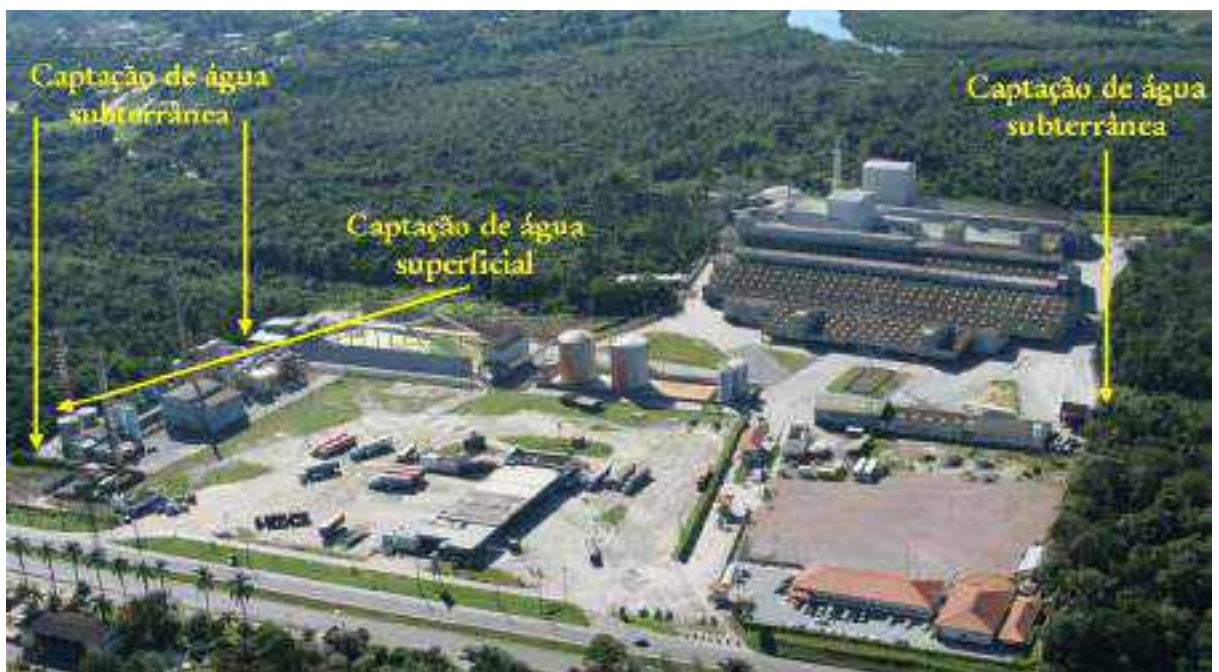 Captação de água
subterrânea
Captação de água
superficial
Captação de água
subterrânea